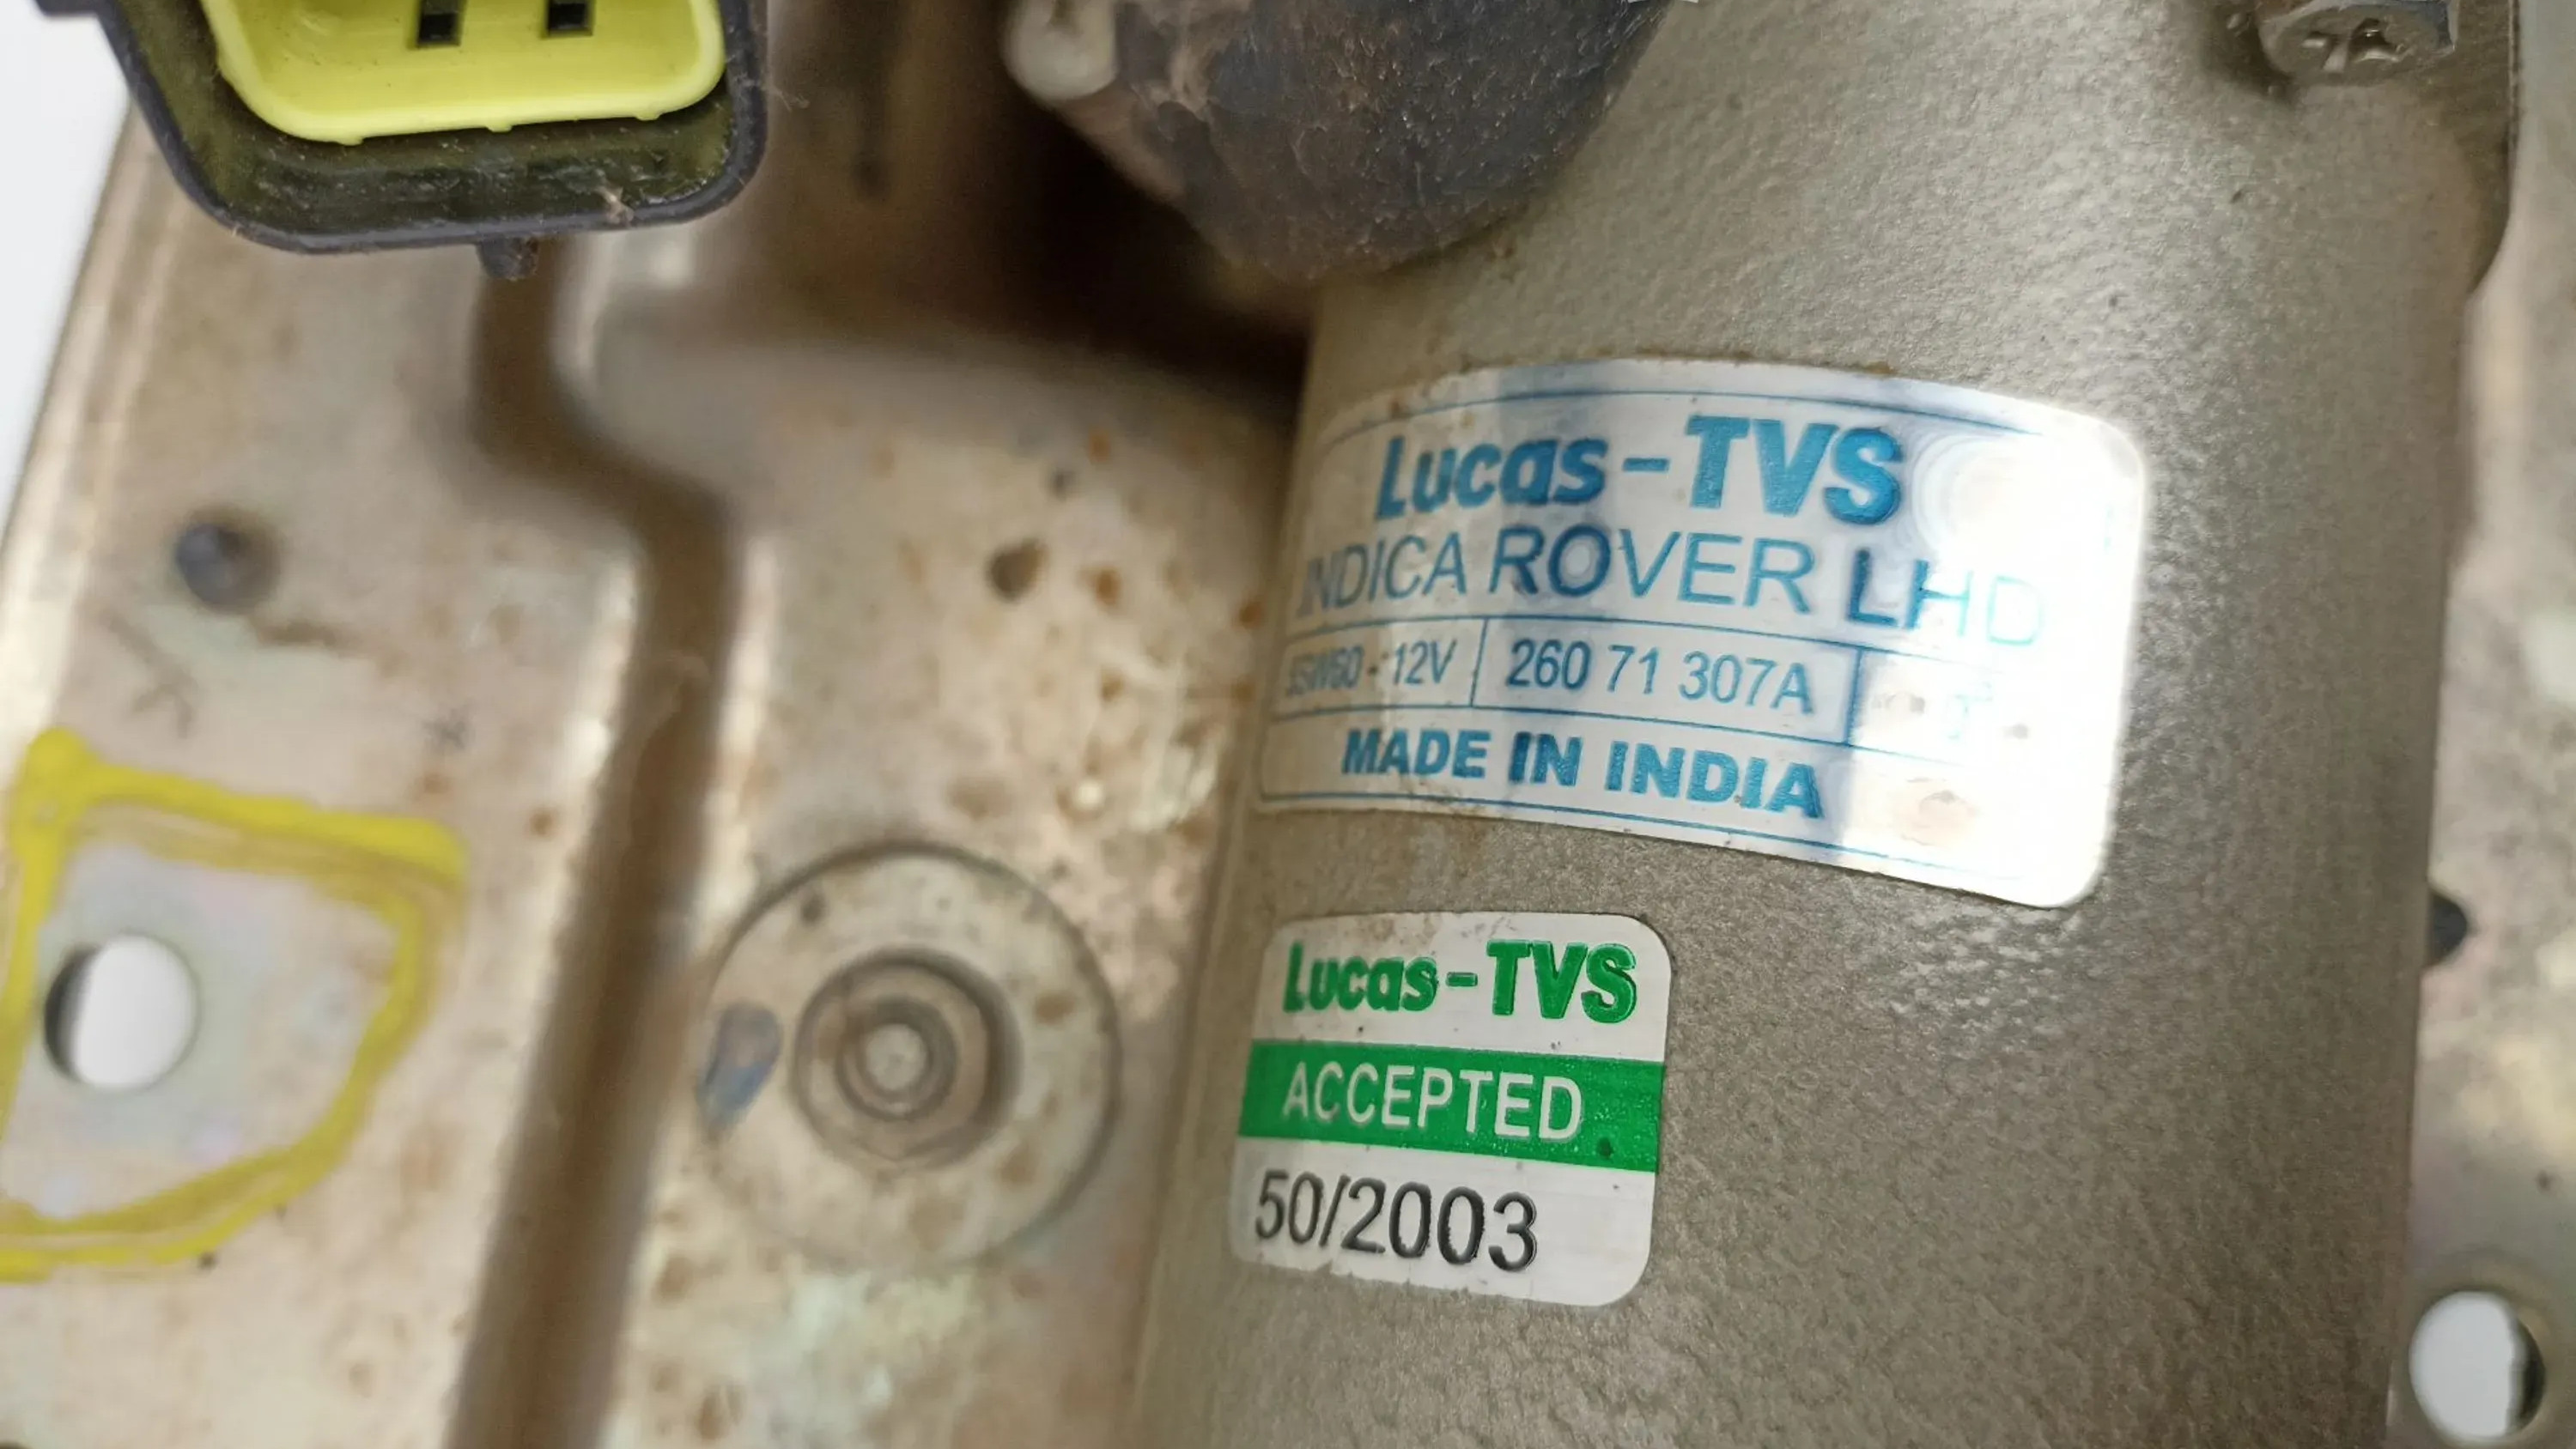 Lucas-TVS
INDICA ROVER LHD
12V 260 71 307A
MADE IN INDIA
Lucas-TVS
ACCEPTED
50/2003